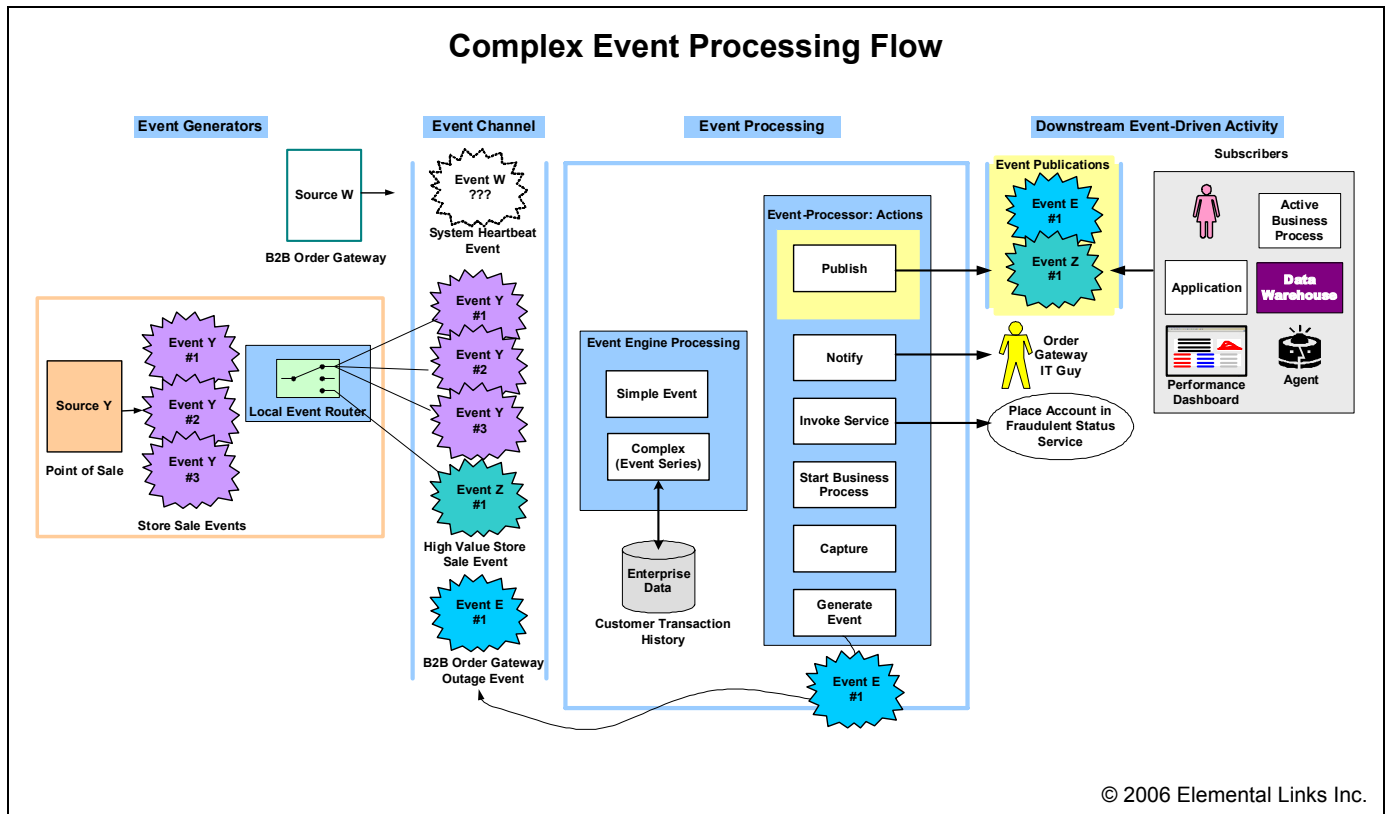 Complex Event Processing Flow
Event Generators
Event Channel
Event Processing
Downstream Event-Driven Activity
Source W
B2B Order Gateway
Source Y
Point of Sale
Event Y
#1
Event Y
#2
Event Y
#3
Store Sale Events
Local Event Router
Event W
???
System Heartbeat
Event
Event Y
#1
Event Y
#2
Event Y
#3
Event Z
#1
High Value Store
Sale Event
Event E
#1
B2B Order Gateway
Outage Event
Event Engine Processing
Simple Event
Complex
(Event Series)
Enterprise
Data
Customer Transaction
History
Event-Processor: Actions
Publish
Notify
Invoke Service
Start Business
Process
Capture
Generate
Event
Event E
#1
Event Publications
Event E
#1
Event Z
#1
Order
Gateway
IT Guy
Place Account in
Fraudulent Status
Service
Subscribers
Active
Business
Process
Application
Data
Warehouse
Performance
Dashboard
Agent
© 2006 Elemental Links Inc.